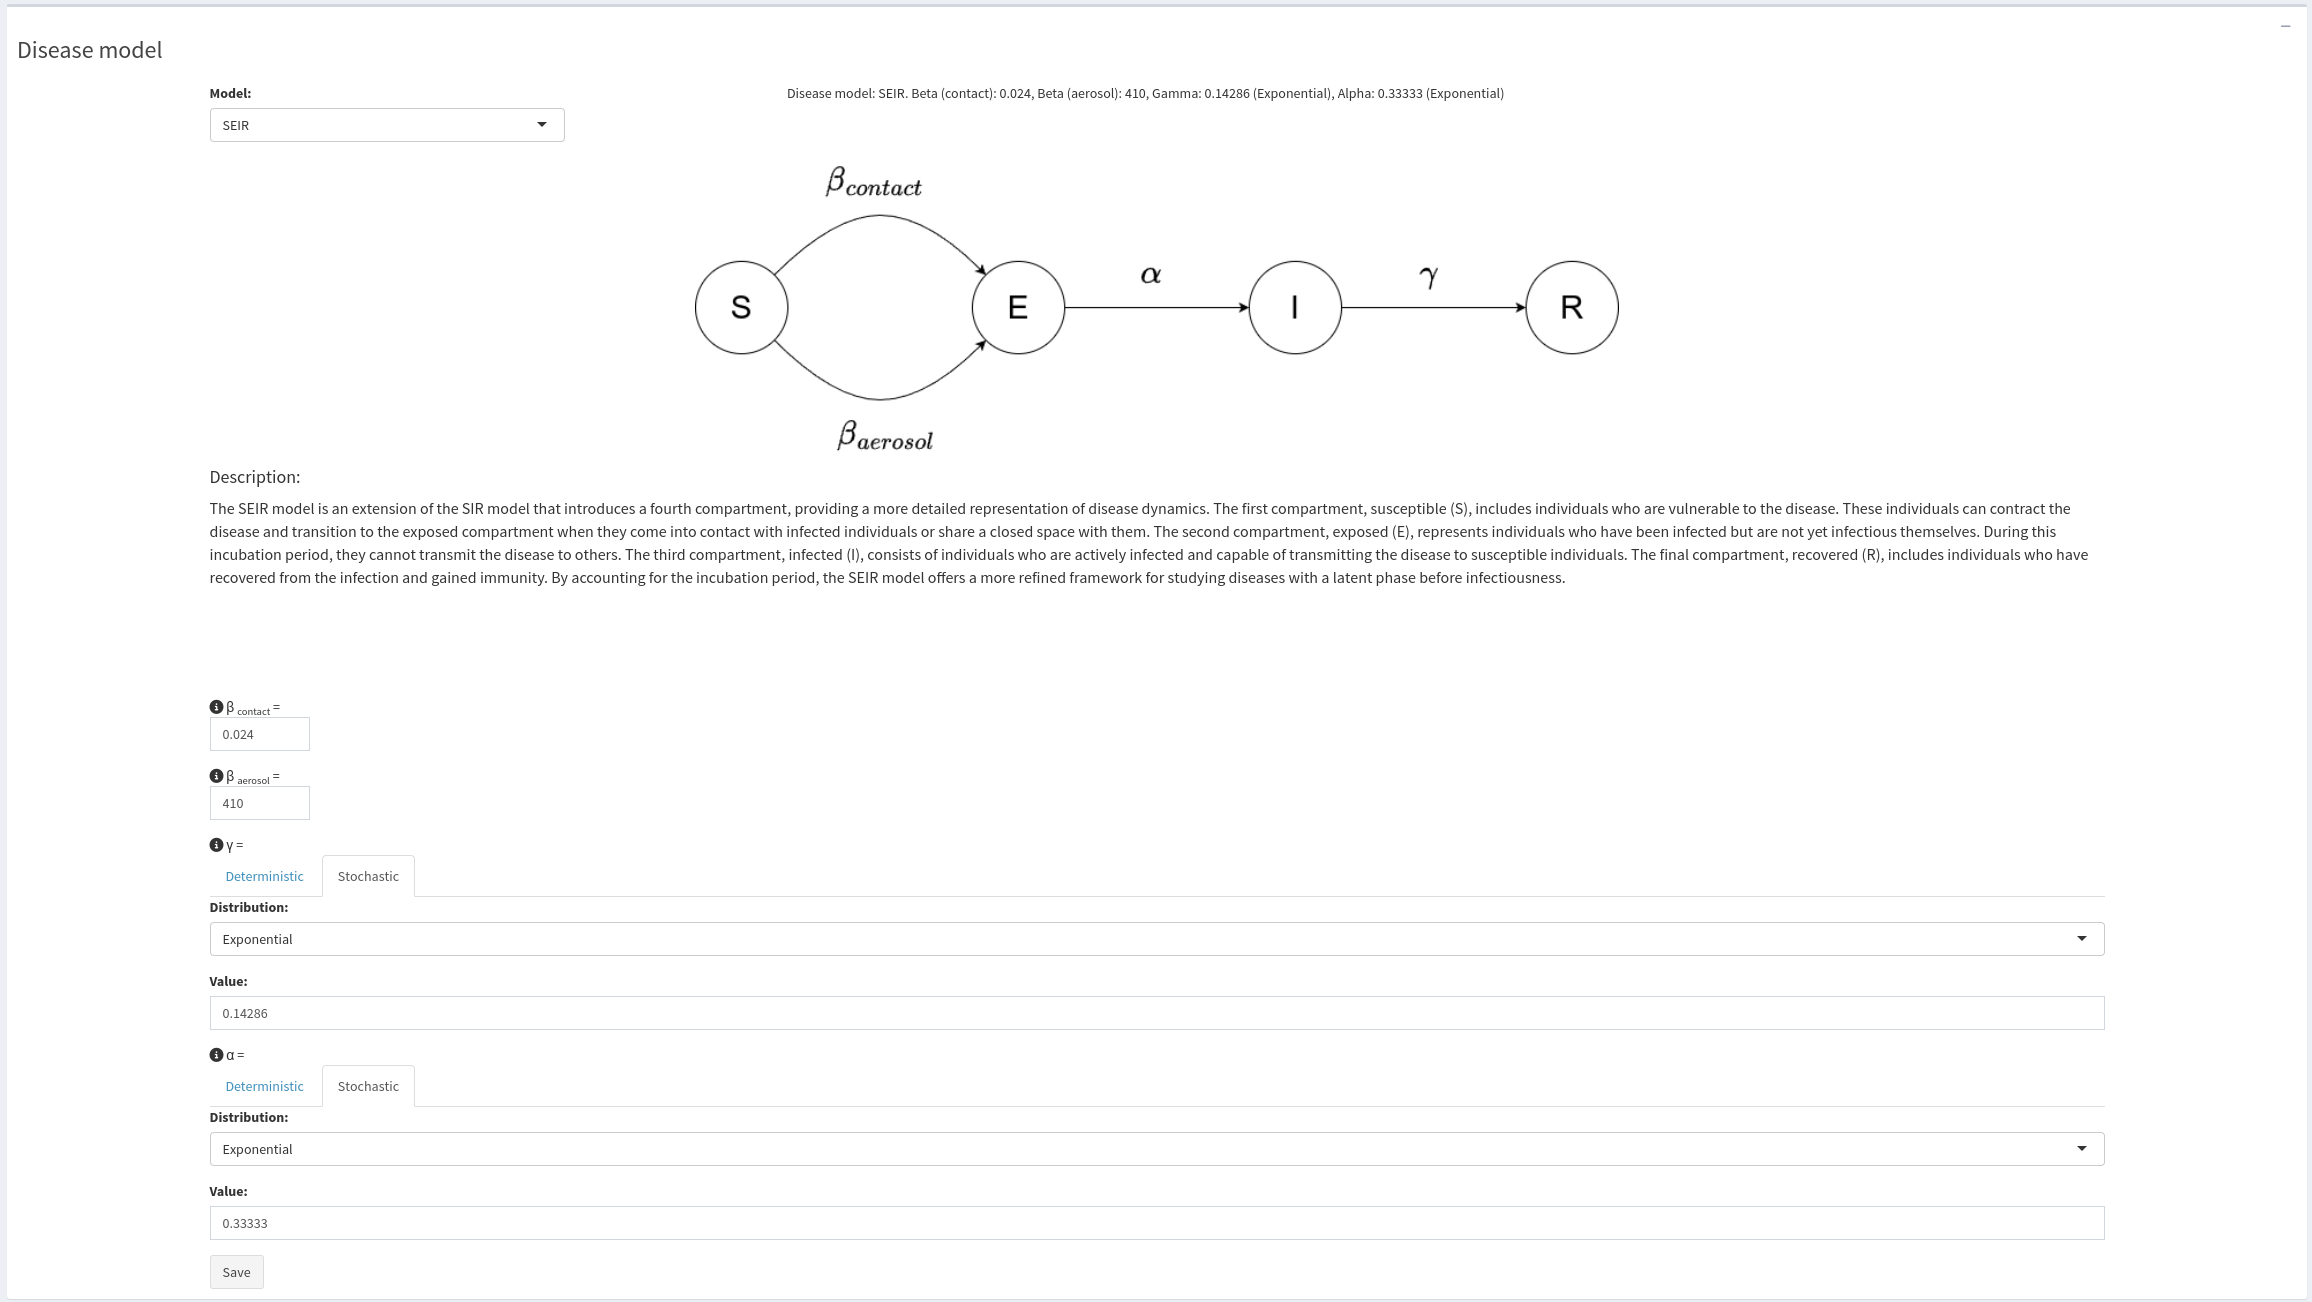 Disease model
Model:
SEIR
Disease model: SEIR. Beta (contact): 0.024, Beta (aerosol): 410, Gamma: 0.14286 (Exponential), Alpha: 0.33333 (Exponential)
βcontact
S
E
α
I
γ
R
βaerosol
Description:
The SEIR model is an extension of the SIR model that introduces a fourth compartment, providing a more detailed representation of disease dynamics. The first compartment, susceptible (S), includes individuals who are vulnerable to the disease. These individuals can contract the
disease and transition to the exposed compartment when they come into contact with infected individuals or share a closed space with them. The second compartment, exposed (E), represents individuals who have been infected but are not yet infectious themselves. During this
incubation period, they cannot transmit the disease to others. The third compartment, infected (I), consists of individuals who are actively infected and capable of transmitting the disease to susceptible individuals. The final compartment, recovered (R), includes individuals who have
recovered from the infection and gained immunity. By accounting for the incubation period, the SEIR model offers a more refined framework for studying diseases with a latent phase before infectiousness.
β contact =
0.024
β aerosol =
410
γ =
Deterministic Stochastic
Distribution:
Exponential
Value:
0.14286
α =
Deterministic Stochastic
Distribution:
Exponential
Value:
0.33333
Save